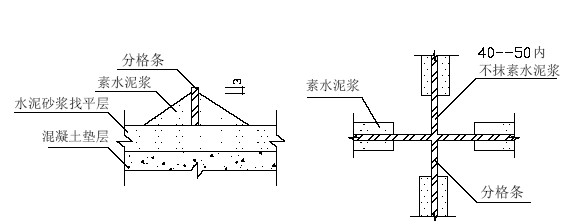 分格条
素水泥浆
3
水泥砂浆找平层
混凝土垫层
40--50内
不抹素水泥浆
素水泥浆
分格条